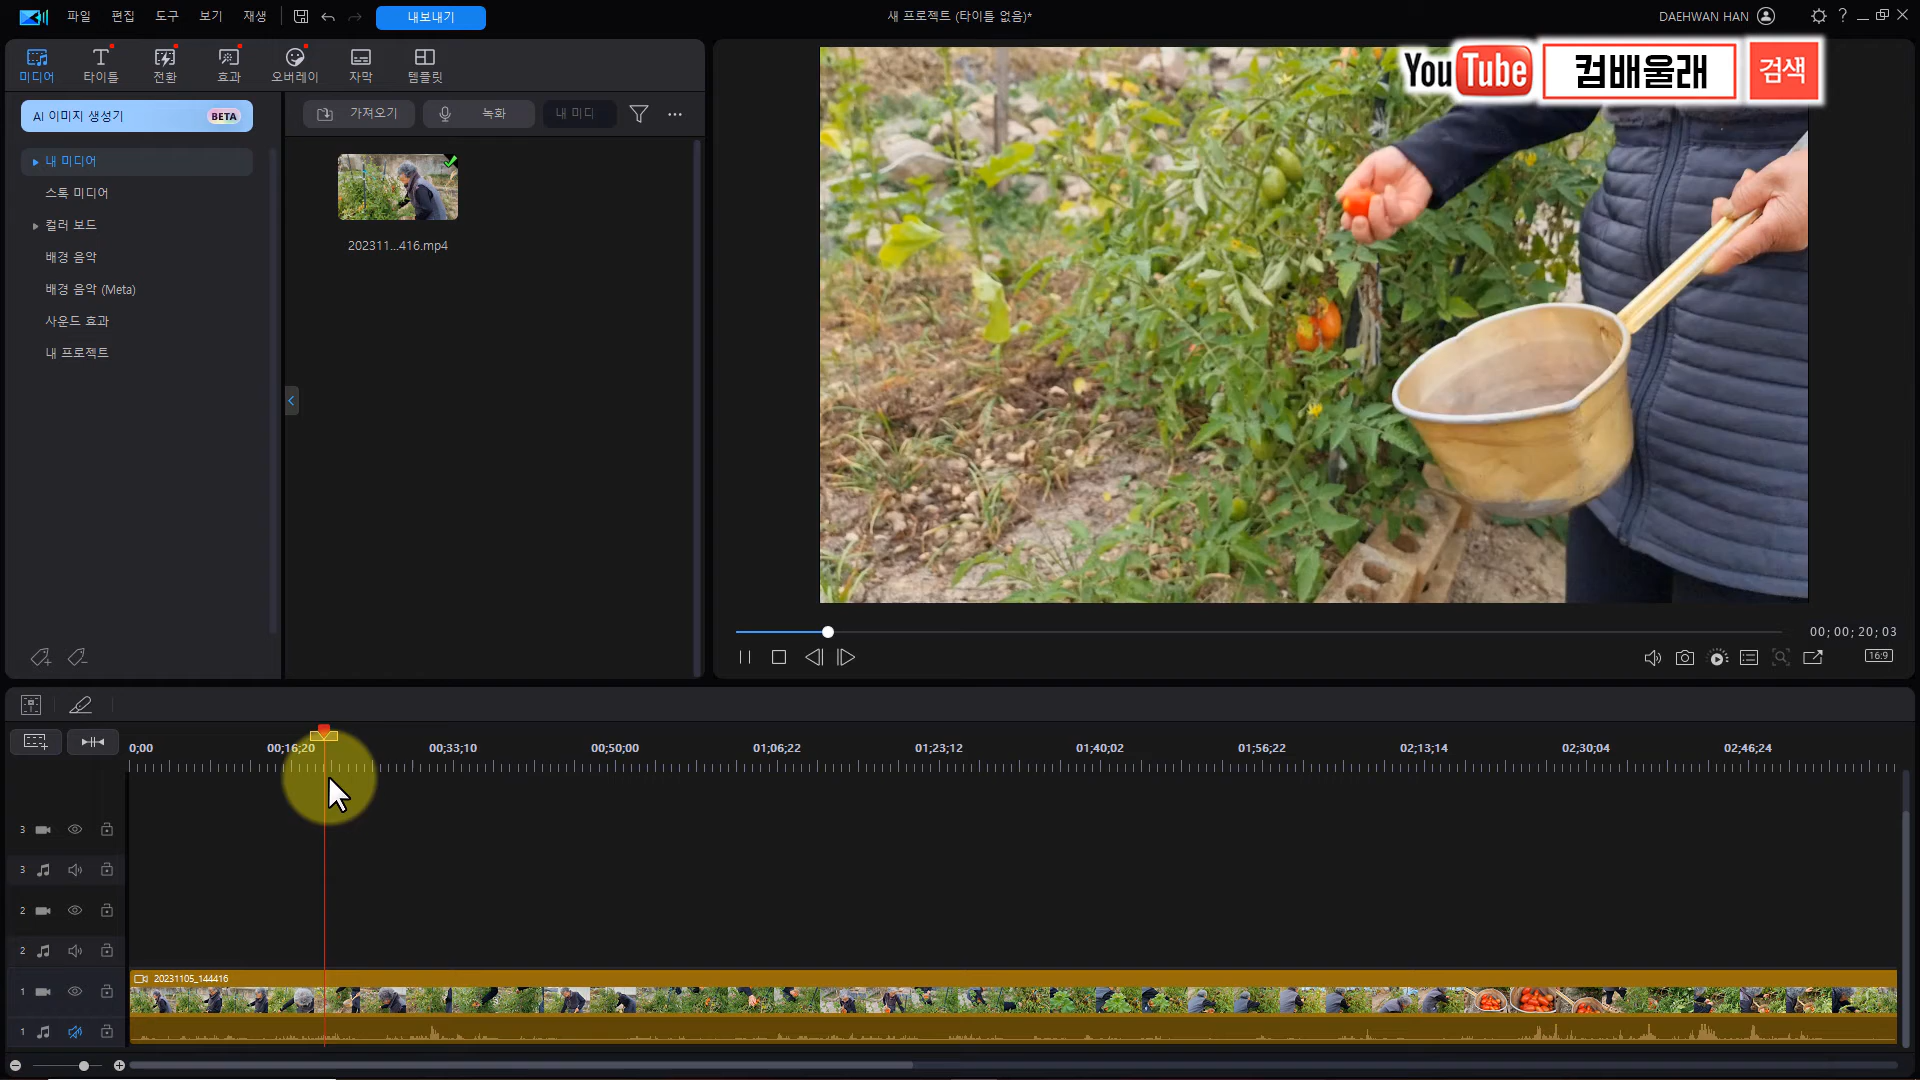 파일 편집 도구 보기 재생 내보내기 새 프로젝트 (타이틀 없음)* DAEHWAN HAN ?
미디어 타이틀 전환 효과 오버레이 자막 템플릿
YouTube 컴배울래 검색
AI 이미지 생성기 BETA
가져오기 녹화 내 미디
내 미디어
스톡 미디어
컬러 보드
배경 음악
배경 음악 (Meta)
사운드 효과
내 프로젝트
202311...416.mp4
00;00;20;03
16:9
0;00 00;16;20 00;33;10 00;50;00 01;06;22 01;23;12 01;40;02 01;56;22 02;13;14 02;30;04 02;46;24
3
3
2
2
20231105_144416
1
1